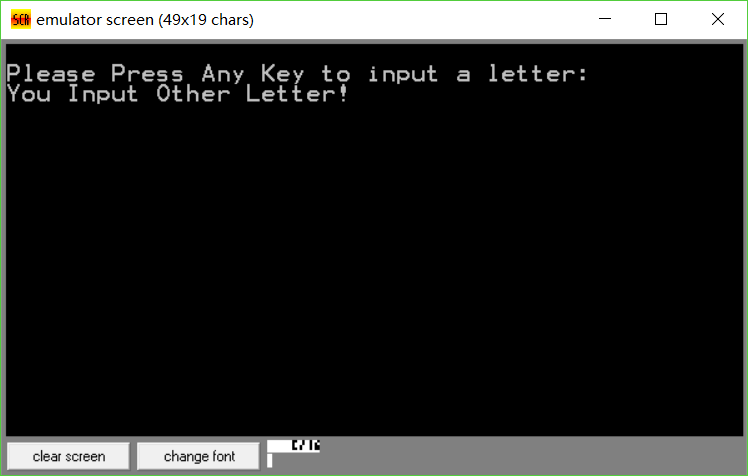 emulator screen (49x19 chars)
Please Press Any Key to input a letter:
You Input Other Letter!
clear screen
change font